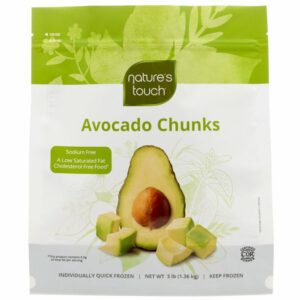 nature's
touch
Avocado Chunks
Sodium Free
A Low Saturated Fat
Cholesterol Free Food*
COR
INDIVIDUALLY QUICK FROZEN | NET WT 3 lb (1.36 kg) | KEEP FROZEN